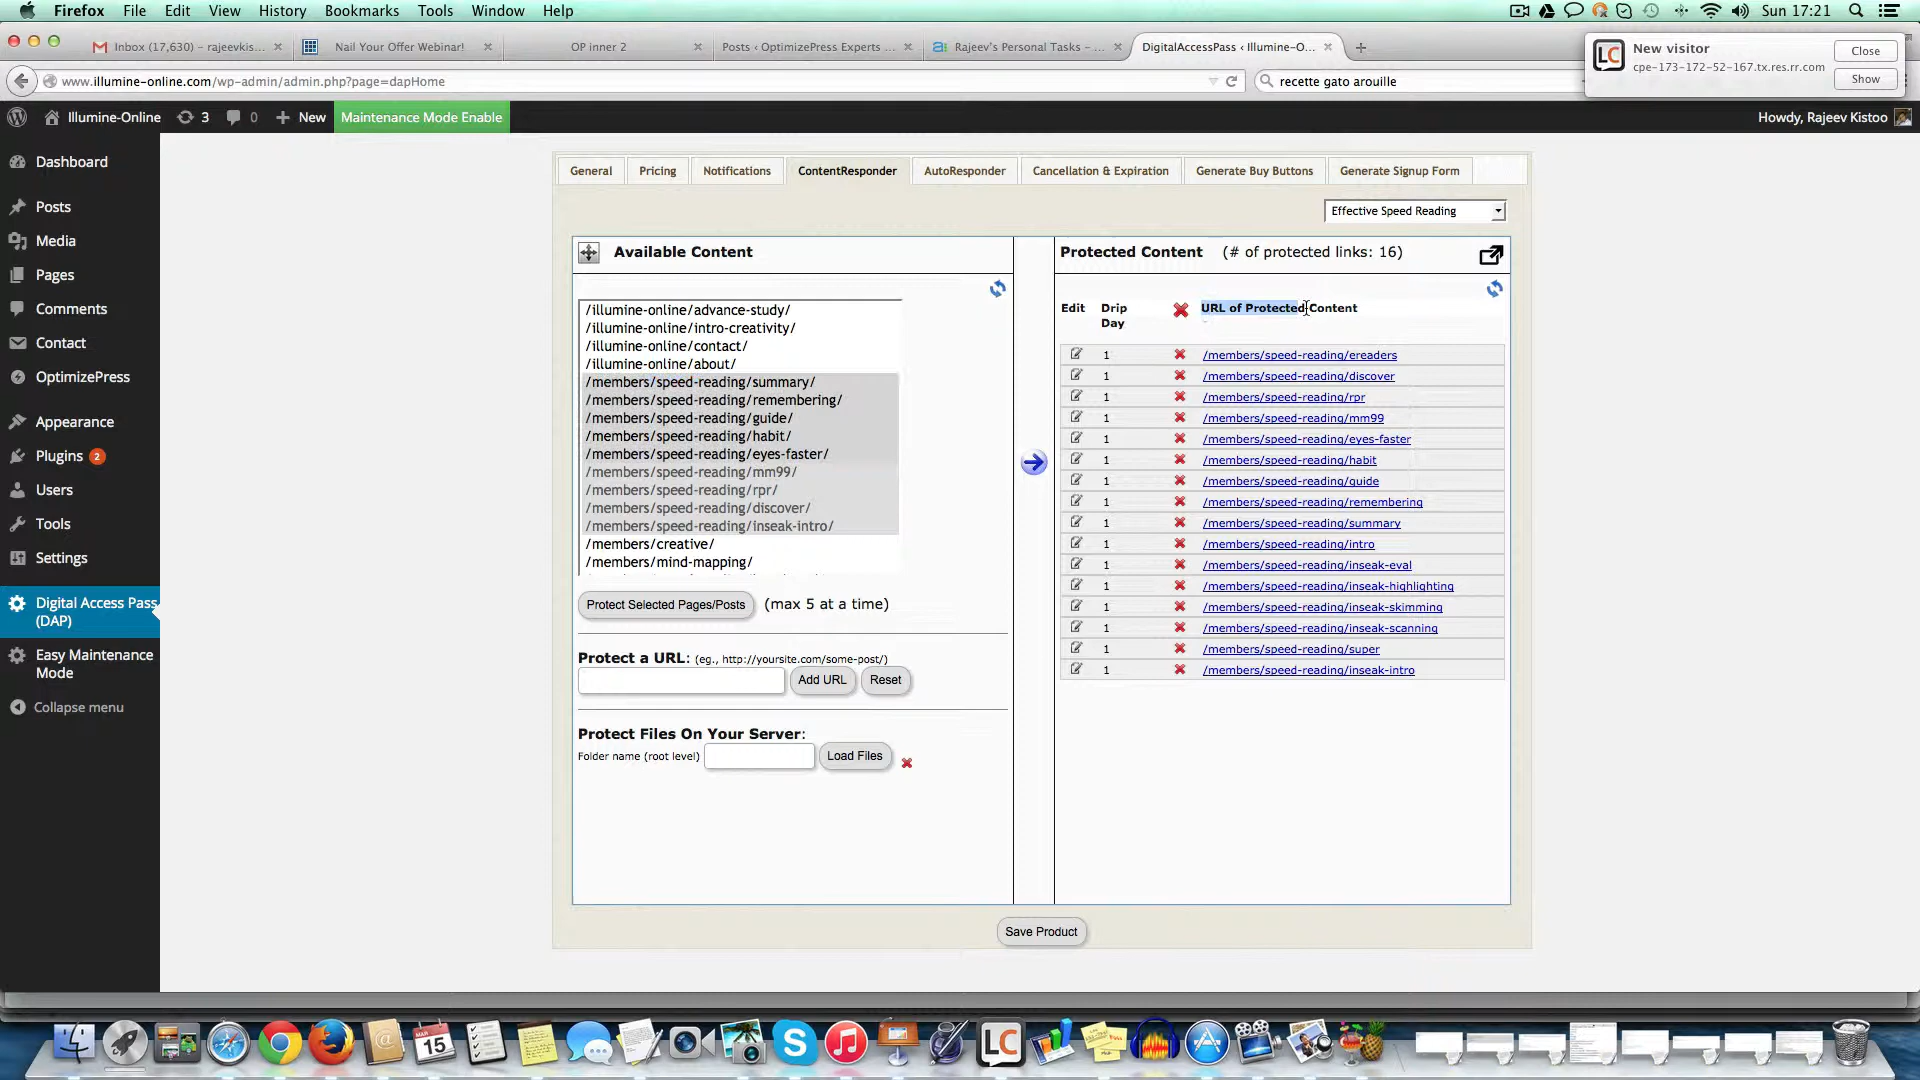 Firefox File Edit View History Bookmarks Tools Window Help Sun 17:21
Inbox (17,630) – rajeevkis... Nail Your Offer Webinar! OP inner 2 Posts ‹ OptimizePress Experts ... Rajeev's Personal Tasks – ... DigitalAccessPass ‹ Illumine-O...
New visitor
cpe-173-172-52-167.tx.res.rr.com
Close
Show
www.illumine-online.com/wp-admin/admin.php?page=dapHome
recette gato arouille
Illumine-Online 3 0 New Maintenance Mode Enable Howdy, Rajeev Kistoo
Dashboard
Posts
Media
Pages
Comments
Contact
OptimizePress
Appearance
Plugins 2
Users
Tools
Settings
Digital Access Pass
(DAP)
Easy Maintenance
Mode
Collapse menu
General Pricing Notifications ContentResponder AutoResponder Cancellation & Expiration Generate Buy Buttons Generate Signup Form
Effective Speed Reading
Available Content
/illumine-online/advance-study/
/illumine-online/intro-creativity/
/illumine-online/contact/
/illumine-online/about/
/members/speed-reading/summary/
/members/speed-reading/remembering/
/members/speed-reading/guide/
/members/speed-reading/habit/
/members/speed-reading/eyes-faster/
/members/speed-reading/mm99/
/members/speed-reading/rpr/
/members/speed-reading/discover/
/members/speed-reading/inseak-intro/
/members/creative/
/members/mind-mapping/
Protect Selected Pages/Posts (max 5 at a time)
Protect a URL: (eg., http://yoursite.com/some-post/)
Add URL Reset
Protect Files On Your Server:
Folder name (root level) Load Files
Protected Content (# of protected links: 16)
Edit Drip Day URL of Protected Content
1 /members/speed-reading/ereaders
1 /members/speed-reading/discover
1 /members/speed-reading/rpr
1 /members/speed-reading/mm99
1 /members/speed-reading/eyes-faster
1 /members/speed-reading/habit
1 /members/speed-reading/guide
1 /members/speed-reading/remembering
1 /members/speed-reading/summary
1 /members/speed-reading/intro
1 /members/speed-reading/inseak-eval
1 /members/speed-reading/inseak-highlighting
1 /members/speed-reading/inseak-skimming
1 /members/speed-reading/inseak-scanning
1 /members/speed-reading/super
1 /members/speed-reading/inseak-intro
Save Product
MAR
15
LC